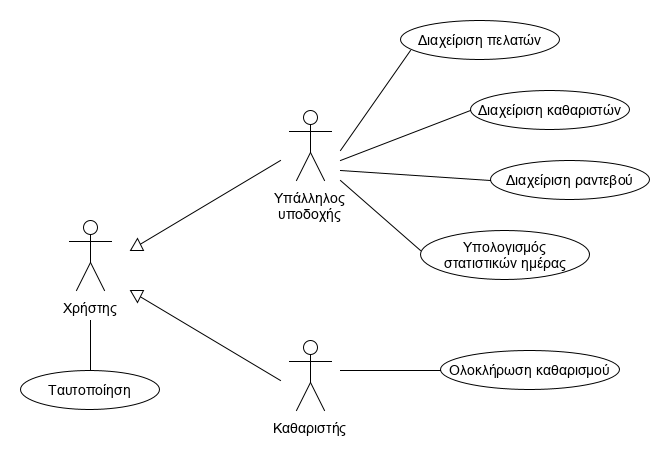 Διαχείριση πελατών
Διαχείριση καθαριστών
Διαχείριση ραντεβού
Υπάλληλος
υποδοχής
Υπολογισμός
στατιστικών ημέρας
Χρήστης
Ταυτοποίηση
Ολοκλήρωση καθαρισμού
Καθαριστής